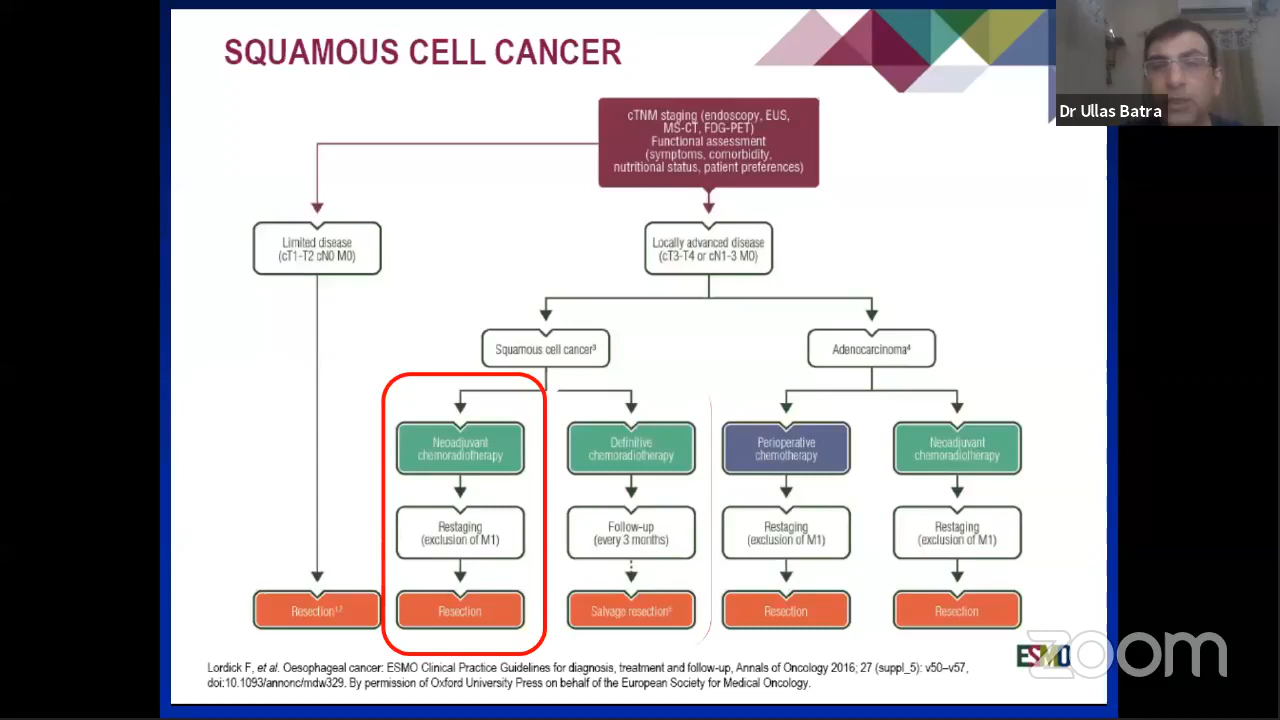 SQUAMOUS CELL CANCER
Dr Ullas Batra
cTNM staging (endoscopy, EUS,
MS-CT, FDG-PET)
Functional assessment
(symptoms, comorbidity,
nutritional status, patient preferences)
Limited disease
(cT1-T2 cN0 M0)
Locally advanced disease
(cT3-T4 or cN1-3 M0)
Squamous cell cancer³
Adenocarcinoma⁴
Neoadjuvant
chemoradiotherapy
Definitive
chemoradiotherapy
Perioperative
chemotherapy
Neoadjuvant
chemoradiotherapy
Restaging
(exclusion of M1)
Follow-up
(every 3 months)
Restaging
(exclusion of M1)
Restaging
(exclusion of M1)
Resection
Resection
Salvage resection
Resection
Resection
Lordick F, et al. Oesophageal cancer: ESMO Clinical Practice Guidelines for diagnosis, treatment and follow-up, Annals of Oncology 2016; 27 (suppl_5): v50–v57,
doi:10.1093/annonc/mdw329. By permission of Oxford University Press on behalf of the European Society for Medical Oncology.
ESMO
zoom